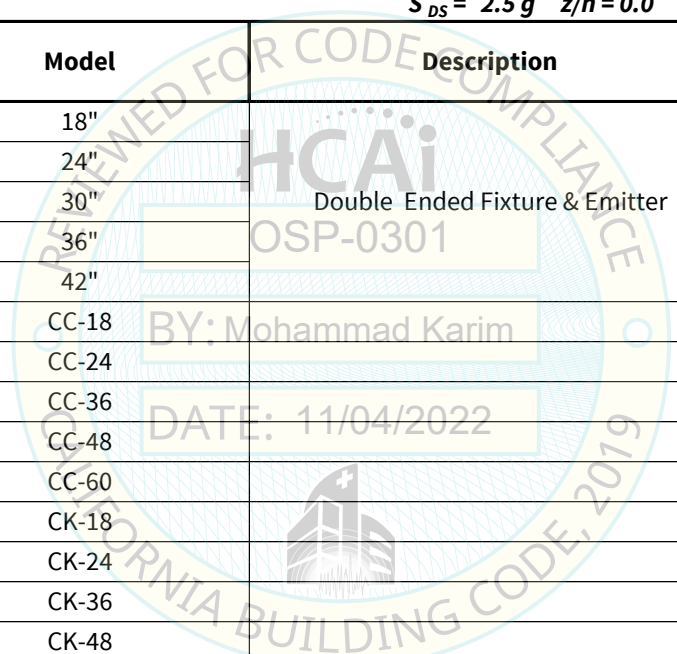 S DS = 2.5 g z/h = 0.0
Model Description
18"
24"
30" Double Ended Fixture & Emitter
36"
42"
CC-18
CC-24
CC-36
CC-48
CC-60
CK-18
CK-24
CK-36
CK-48
REVIEWED FOR CODE COMPLIANCE
HCAi
OSP-0301
BY: Mohammad Karim
DATE: 11/04/2022
CALIFORNIA BUILDING CODE, 2019